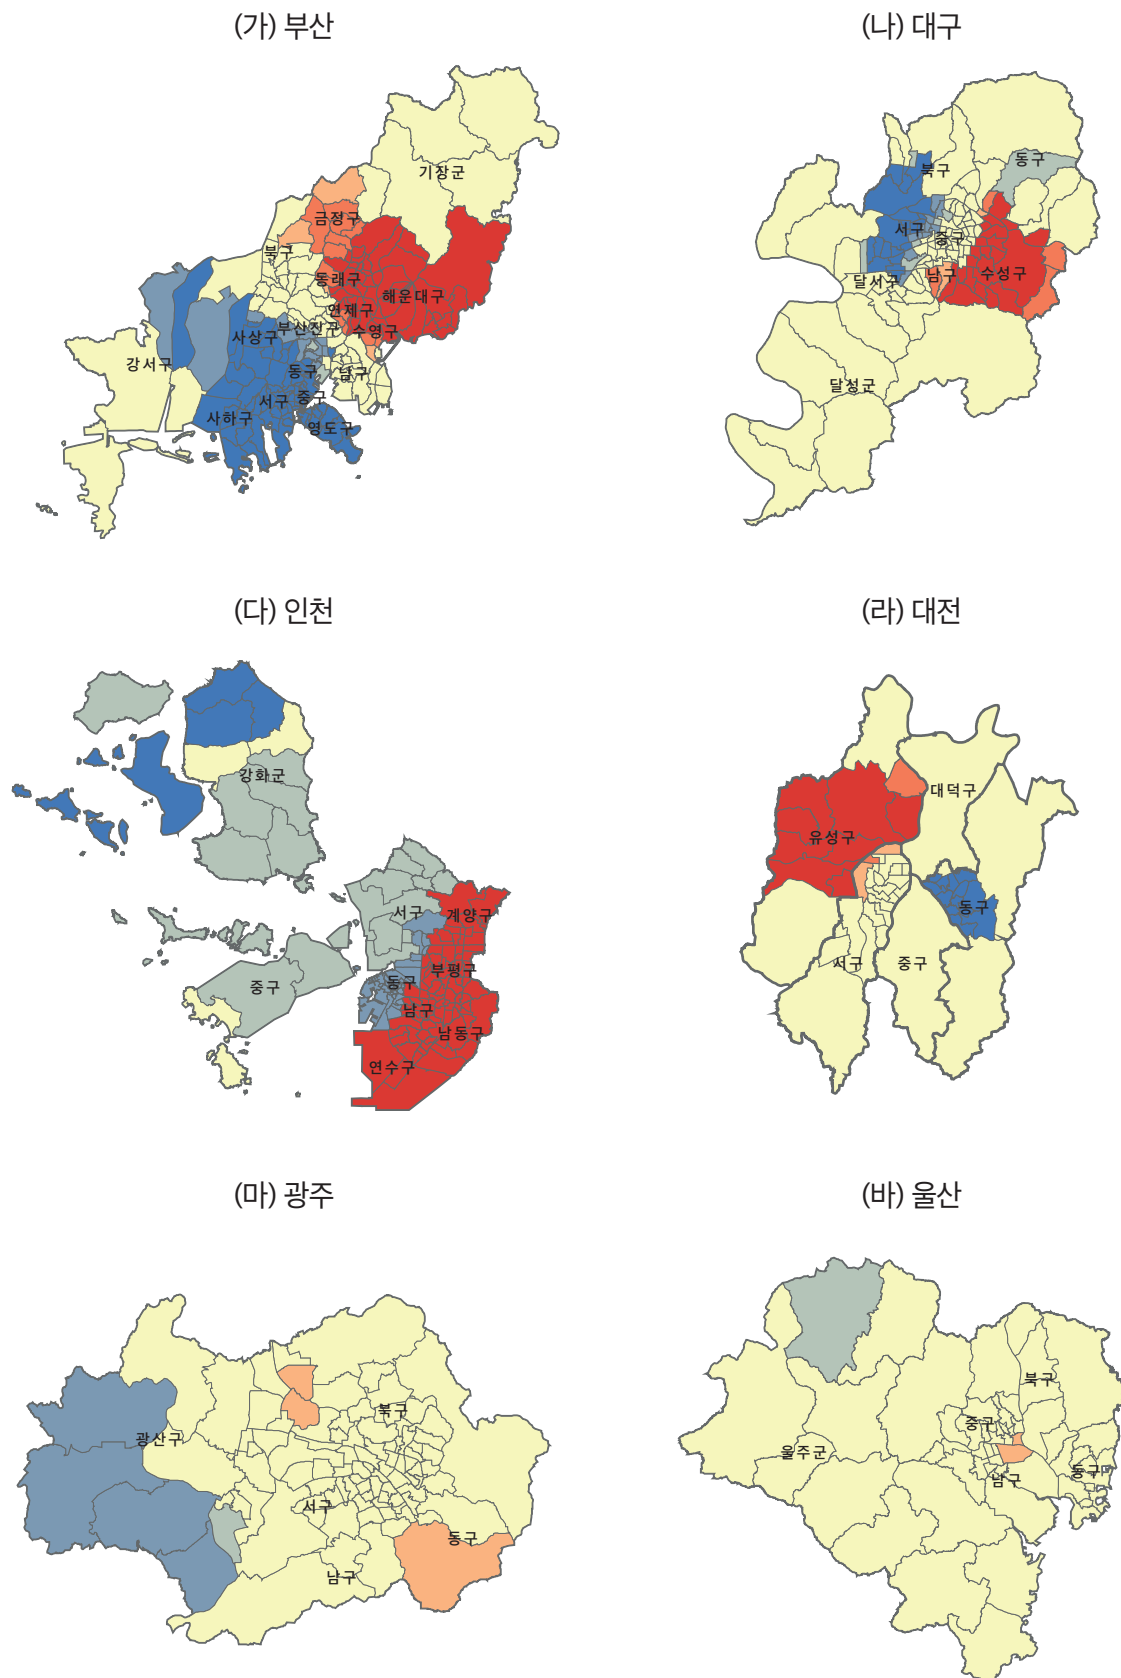 (가) 부산
기장군
금정구
북구
동래구
해운대구
연제구
부산진구
수영구
사상구
강서구
동구
남구
서구
중구
사하구
영도구
(나) 대구
동구
북구
서구
중구
수성구
남구
달서구
달성군
(다) 인천
강화군
서구
계양구
부평구
동구
중구
남구
남동구
연수구
(라) 대전
대덕구
유성구
동구
서구
중구
(마) 광주
북구
광산구
서구
동구
남구
(바) 울산
북구
중구
울주군
동구
남구